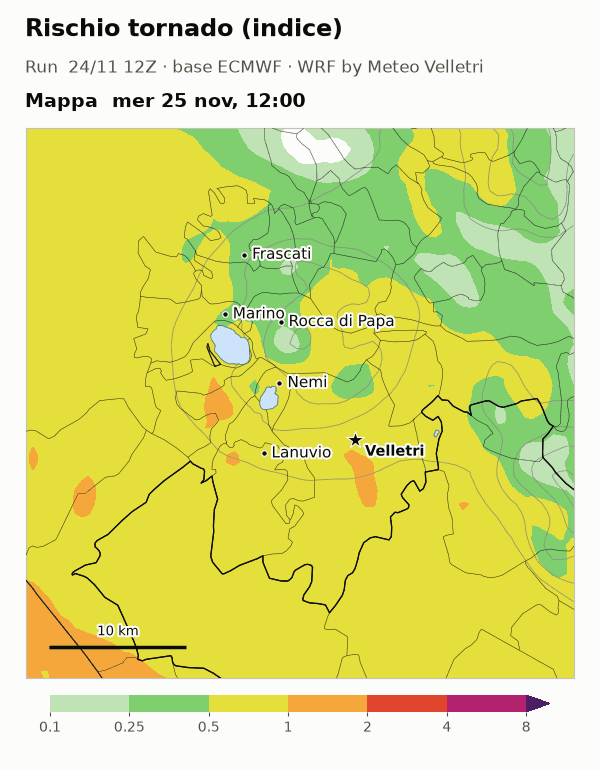 Rischio tornado (indice)
Run  24/11 12Z · base ECMWF · WRF by Meteo Velletri
Mappa  mer 25 nov, 12:00
Frascati
Marino
Rocca di Papa
Nemi
Lanuvio
Velletri
10 km
0.1 0.25 0.5 1 2 4 8